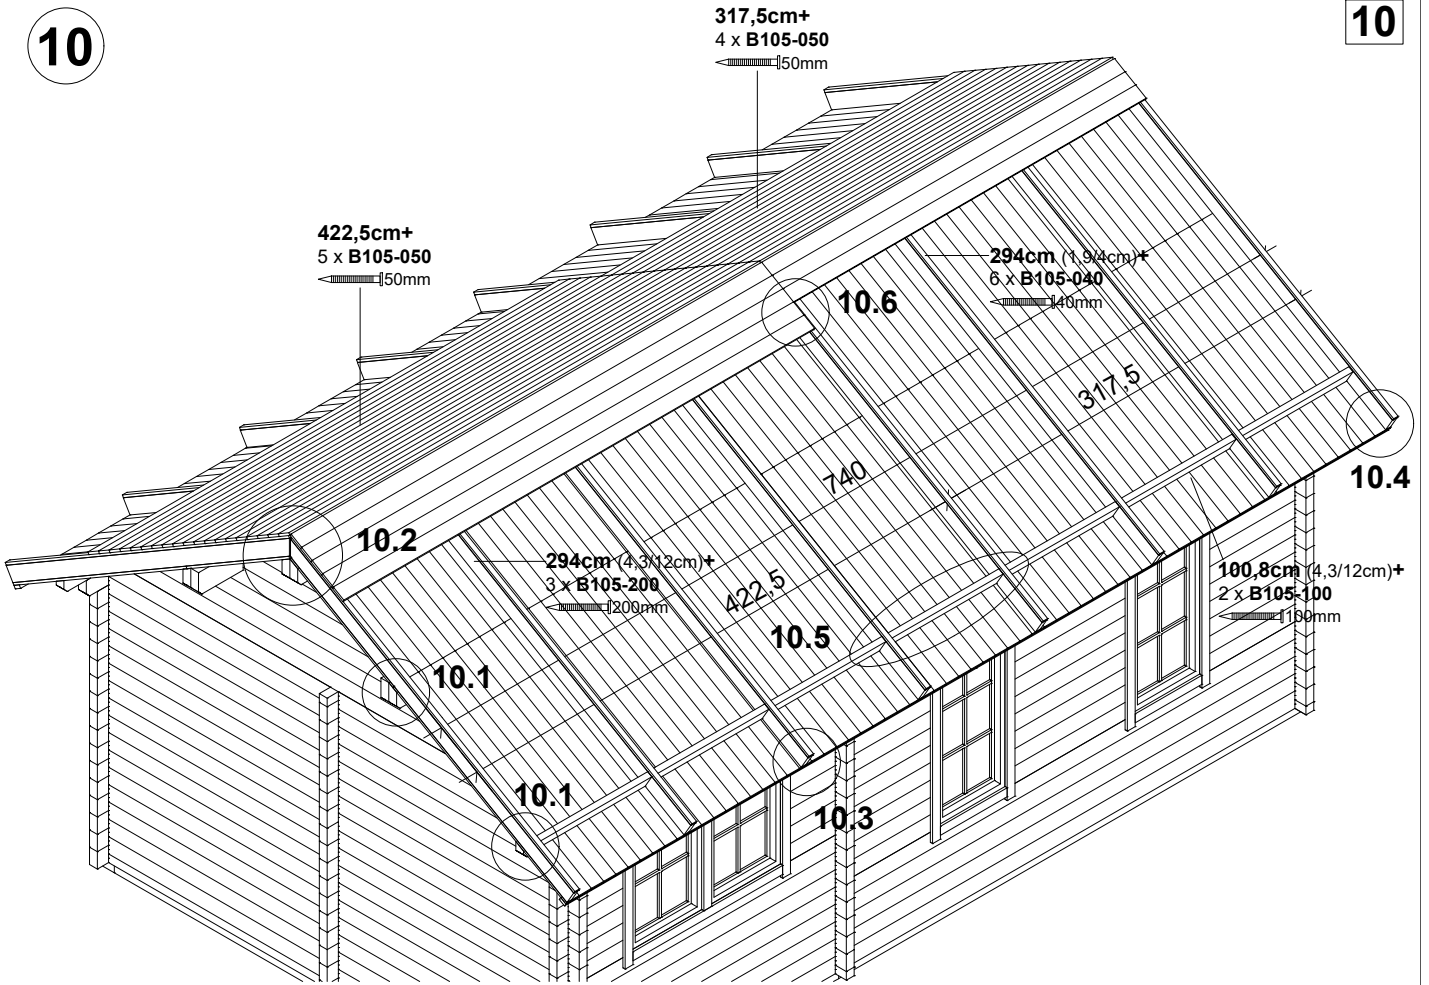 10
10
317,5cm+
4 x B105-050
50mm
422,5cm+
5 x B105-050
50mm
294cm (1,9/4cm)+
6 x B105-040
40mm
10.6
317,5
10.4
740
10.2
294cm (4,3/12cm)+
3 x B105-200
200mm
422,5
100,8cm (4,3/12cm)+
2 x B105-100
100mm
10.5
10.1
10.1
10.3